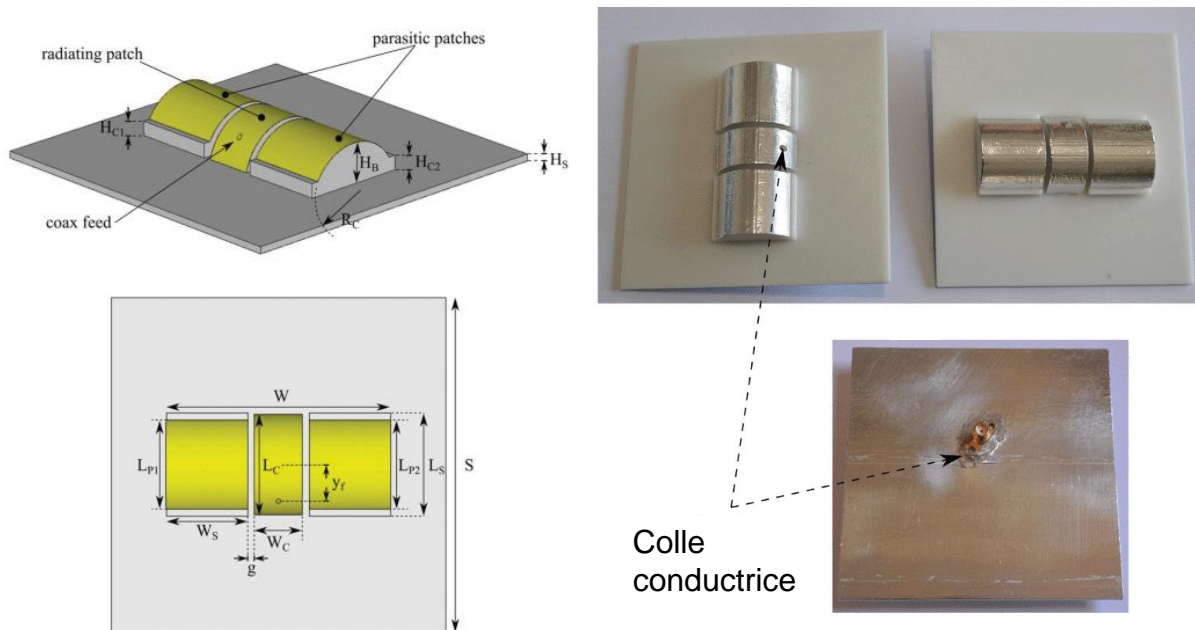 parasitic patches
radiating patch
H_C1
H_B
H_C2
H_S
R_C
coax feed
W
L_P1
L_C
L_P2
L_S
S
y_f
W_S
W_C
g
Colle
conductrice